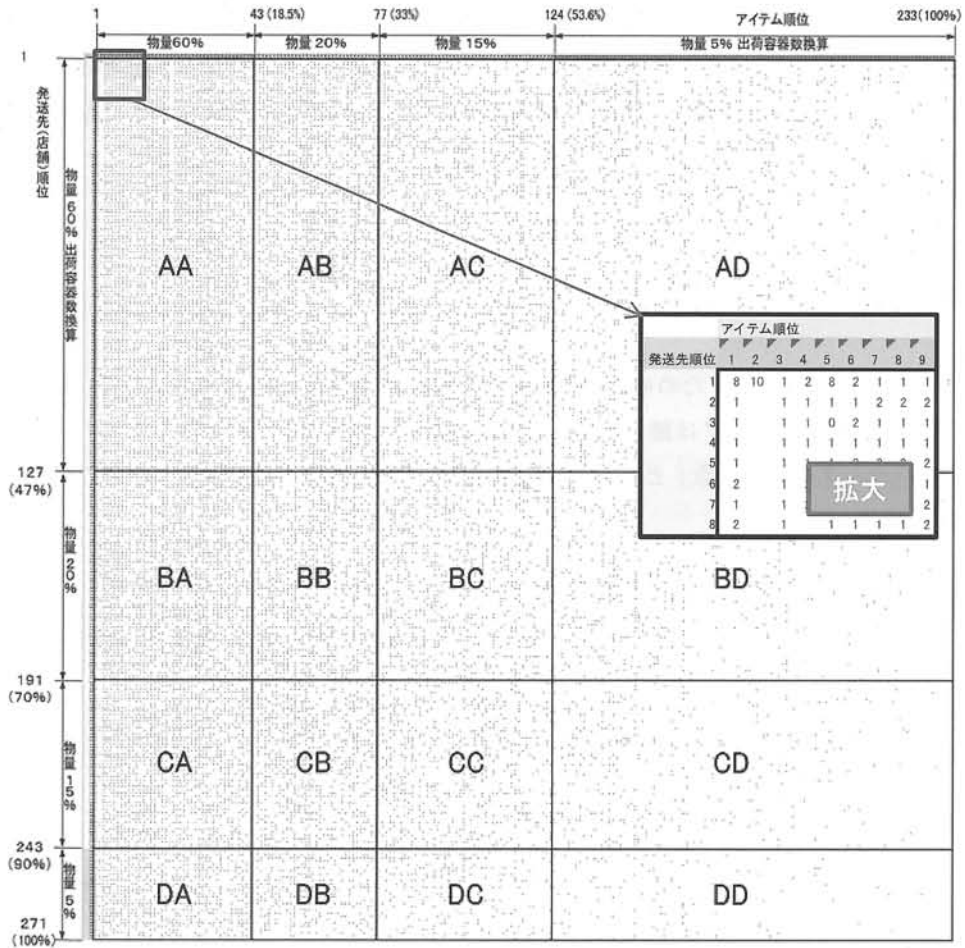 1 43(18.5%) 77(33%) 124(53.6%) アイテム順位 233(100%)
物量60% 物量 20% 物量 15% 物量 5% 出荷容器数換算
1
発送先(店舗)順位
物量 60% 出荷容器数換算
AA AB AC AD
アイテム順位
発送先順位 1 2 3 4 5 6 7 8 9
1 8 10 1 2 8 2 1 1 1
2 1 1 1 1 1 2 2 2
3 1 1 1 0 2 1 1 1
4 1 1 1 1 1 1 1 1
5 1 1 2
6 2 1 1
7 1 1 2
8 2 1 1 1 1 1 2
拡大
127
(47%)
物量 20%
BA BB BC BD
191
(70%)
物量 15%
CA CB CC CD
243
(90%)
物量 5%
DA DB DC DD
271
(100%)